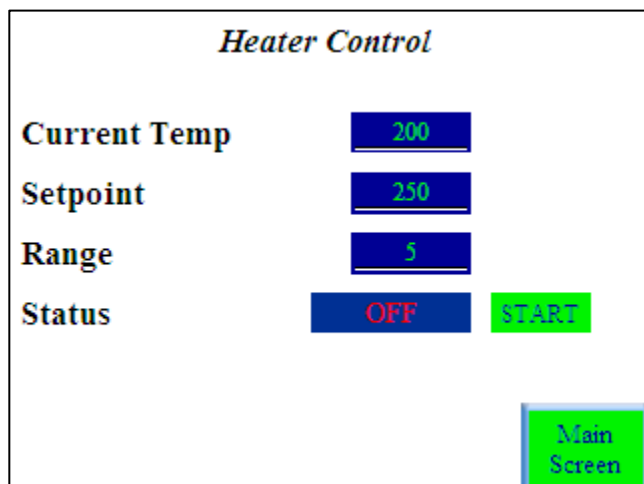 Heater Control
Current Temp 200
Setpoint 250
Range 5
Status OFF START
Main
Screen